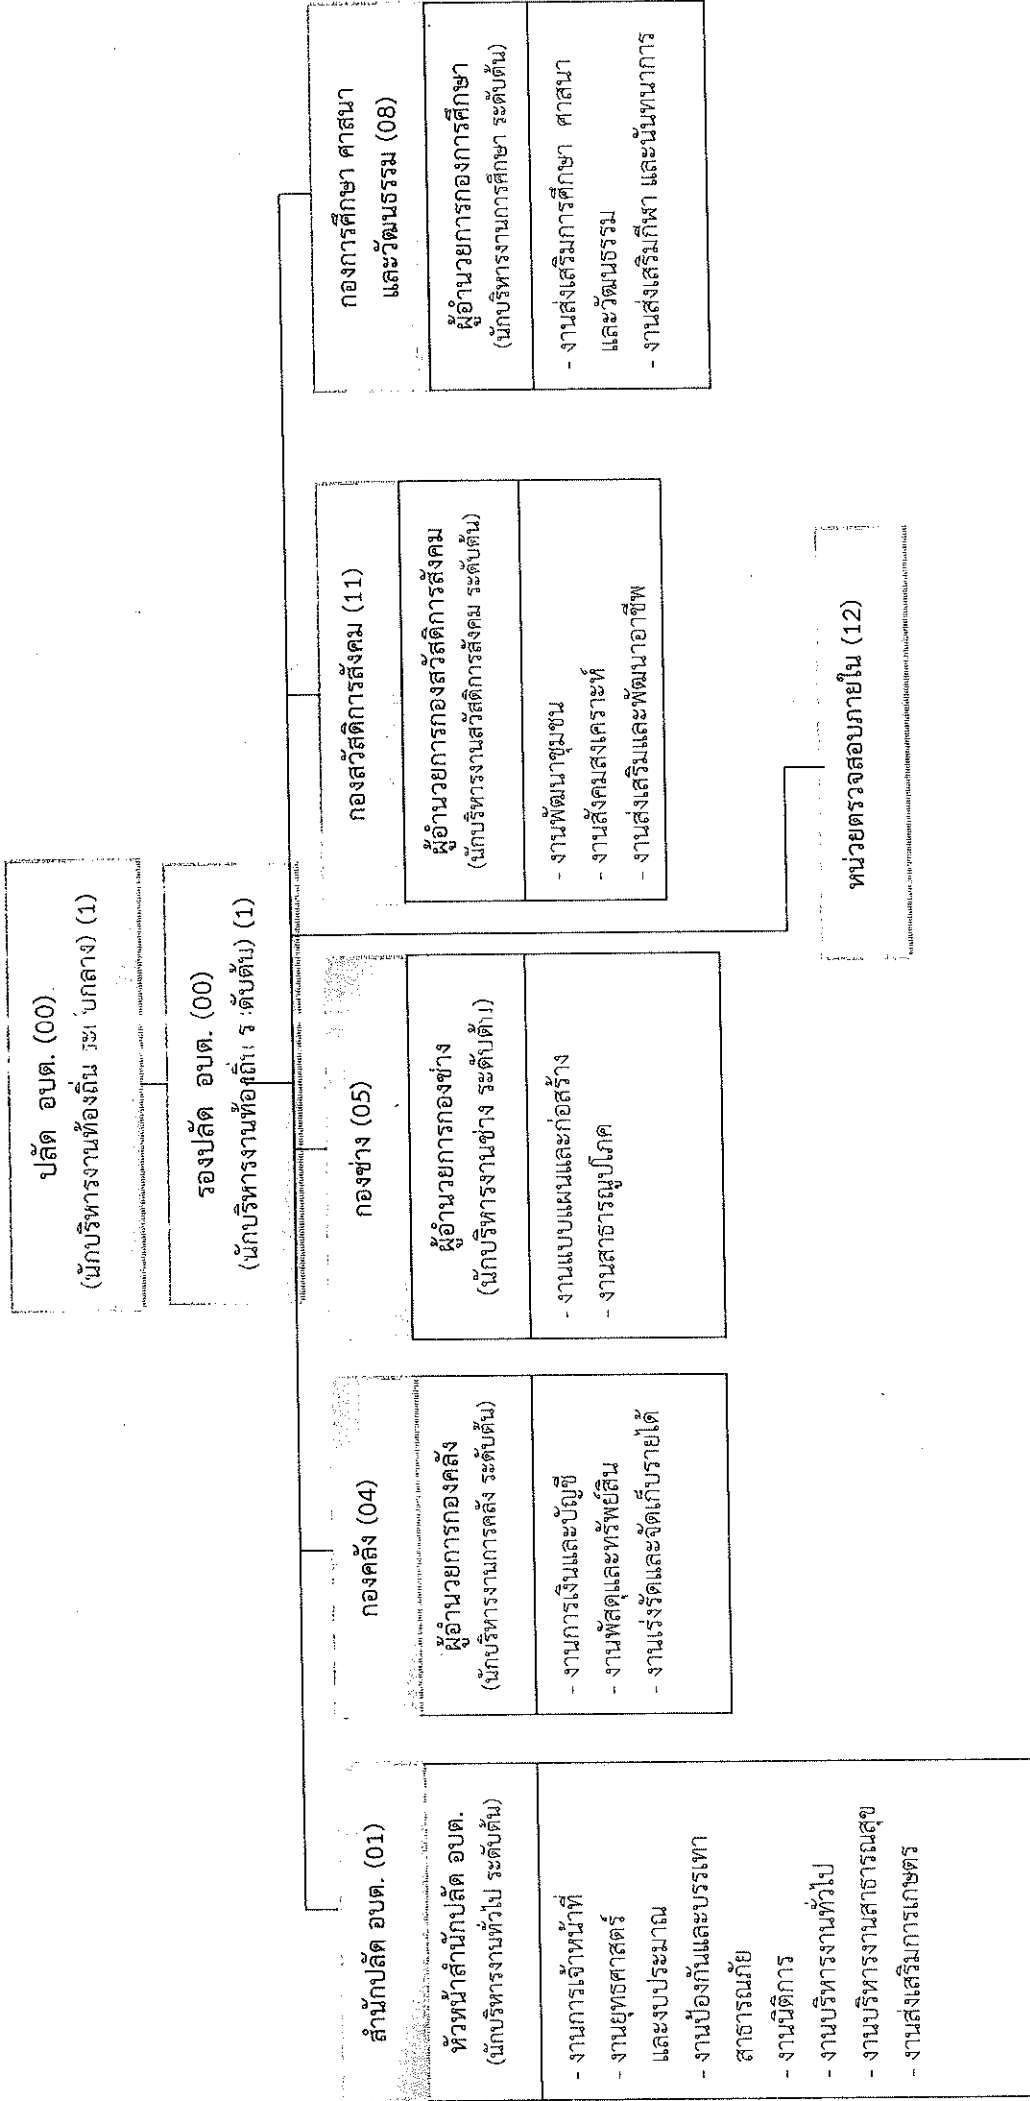 ปลัด อบต. (00)
(นักบริหารงานท้องถิ่น ระดับกลาง) (1)
รองปลัด อบต. (00)
(นักบริหารงานท้องถิ่น ระดับต้น) (1)
สำนักปลัด อบต. (01)
หัวหน้าสำนักปลัด อบต.
(นักบริหารงานทั่วไป ระดับต้น)
- งานการเจ้าหน้าที่
- งานยุทธศาสตร์
และงบประมาณ
- งานป้องกันและบรรเทา
สาธารณภัย
- งานนิติการ
- งานบริหารงานทั่วไป
- งานบริหารงานสาธารณสุข
- งานส่งเสริมการเกษตร
กองคลัง (04)
ผู้อำนวยการกองคลัง
(นักบริหารงานการคลัง ระดับต้น)
- งานการเงินและบัญชี
- งานพัสดุและทรัพย์สิน
- งานเร่งรัดและจัดเก็บรายได้
กองช่าง (05)
ผู้อำนวยการกองช่าง
(นักบริหารงานช่าง ระดับต้น)
- งานแบบแผนและก่อสร้าง
- งานสาธารณูปโภค
กองสวัสดิการสังคม (11)
ผู้อำนวยการกองสวัสดิการสังคม
(นักบริหารงานสวัสดิการสังคม ระดับต้น)
- งานพัฒนาชุมชน
- งานสังคมสงเคราะห์
- งานส่งเสริมและพัฒนาอาชีพ
กองการศึกษา ศาสนา
และวัฒนธรรม (08)
ผู้อำนวยการกองการศึกษา
(นักบริหารงานการศึกษา ระดับต้น)
- งานส่งเสริมการศึกษา ศาสนา
และวัฒนธรรม
- งานส่งเสริมกีฬา และนันทนาการ
หน่วยตรวจสอบภายใน (12)